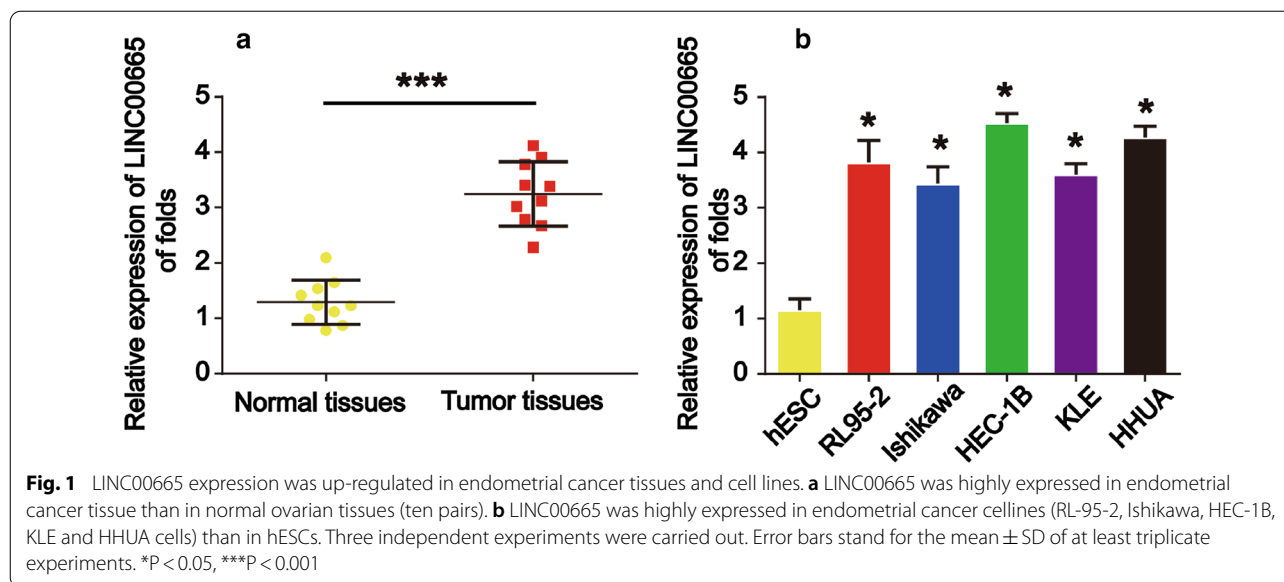 a
Relative expression of LINC00665
of folds
***
5
4
3
2
1
0
Normal tissues
Tumor tissues
b
Relative expression of LINC00665
of folds
5
4
3
2
1
0
*
*
*
*
*
hESC
RL95-2
Ishikawa
HEC-1B
KLE
HHUA
Fig. 1 LINC00665 expression was up-regulated in endometrial cancer tissues and cell lines. a LINC00665 was highly expressed in endometrial
cancer tissue than in normal ovarian tissues (ten pairs). b LINC00665 was highly expressed in endometrial cancer cellines (RL-95-2, Ishikawa, HEC-1B,
KLE and HHUA cells) than in hESCs. Three independent experiments were carried out. Error bars stand for the mean ± SD of at least triplicate
experiments. *P < 0.05, ***P < 0.001